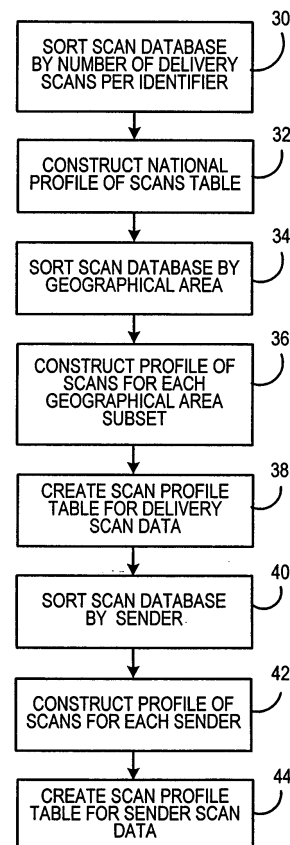 30
SORT SCAN DATABASE
BY NUMBER OF DELIVERY
SCANS PER IDENTIFIER
32
CONSTRUCT NATIONAL
PROFILE OF SCANS TABLE
34
SORT SCAN DATABASE BY
GEOGRAPHICAL AREA
36
CONSTRUCT PROFILE OF
SCANS FOR EACH
GEOGRAPHICAL AREA
SUBSET
38
CREATE SCAN PROFILE
TABLE FOR DELIVERY
SCAN DATA
40
SORT SCAN DATABASE
BY SENDER
42
CONSTRUCT PROFILE OF
SCANS FOR EACH SENDER
44
CREATE SCAN PROFILE
TABLE FOR SENDER SCAN
DATA